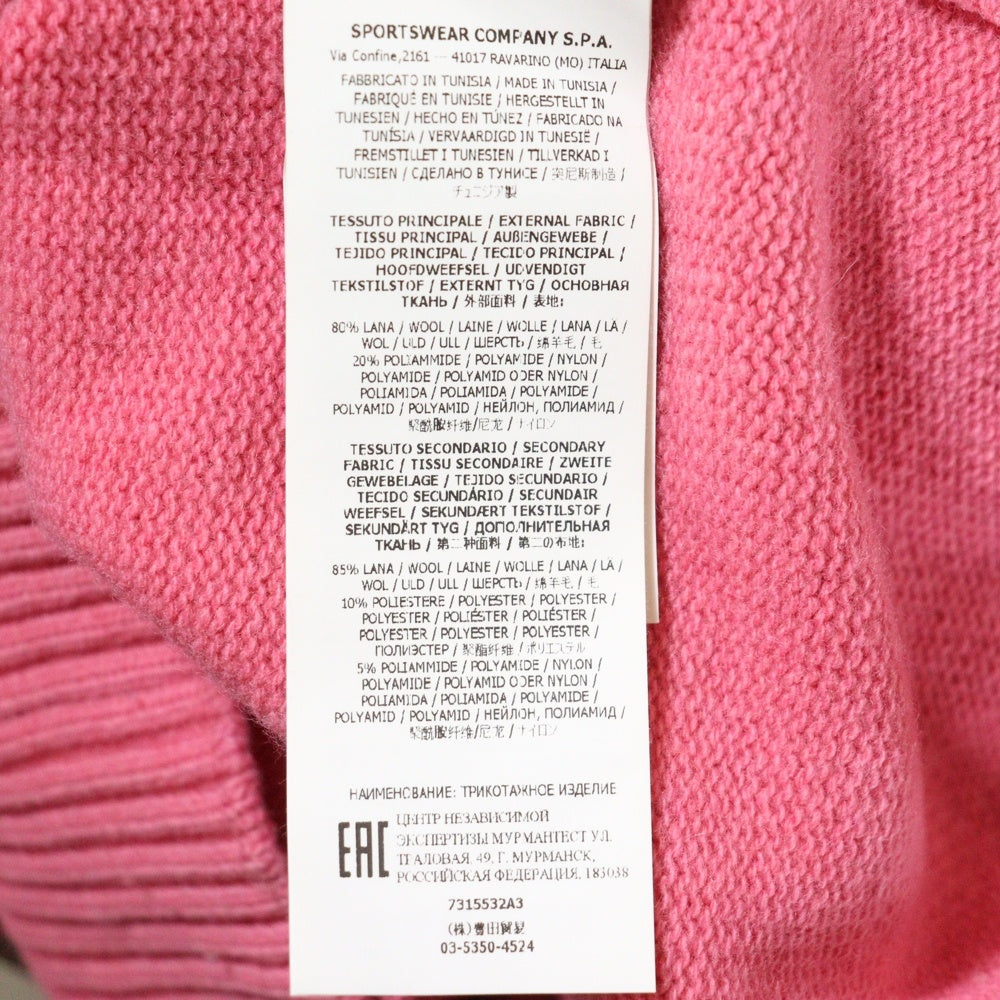 SPORTSWEAR COMPANY S.P.A.
Via Confine,2161 — 41017 RAVARINO (MO) ITALIA
FABBRICATO IN TUNISIA / MADE IN TUNISIA /
FABRIQUÉ EN TUNISIE / HERGESTELLT IN
TUNESIEN / HECHO EN TÚNEZ / FABRICADO NA
TUNÍSIA / VERVAARDIGD IN TUNESIË /
FREMSTILLET I TUNESIEN / TILLVERKAD I
TUNISIEN / СДЕЛАНО В ТУНИСЕ / 突尼斯制造 /
チュニジア製
TESSUTO PRINCIPALE / EXTERNAL FABRIC /
TISSU PRINCIPAL / AUßENGEWEBE /
TEJIDO PRINCIPAL / TECIDO PRINCIPAL /
HOOFDWEEFSEL / UDVENDIGT
TEKSTILSTOF / EXTERNT TYG / ОСНОВНАЯ
ТКАНЬ / 外部面料 / 表地:
80% LANA / WOOL / LAINE / WOLLE / LANA / LÃ /
WOL / ULD / ULL / ШЕРСТЬ / 绵羊毛 / 毛
20% POLIAMMIDE / POLYAMIDE / NYLON /
POLYAMIDE / POLYAMID ODER NYLON /
POLIAMIDA / POLIAMIDA / POLYAMIDE /
POLYAMID / POLYAMID / НЕЙЛОН, ПОЛИАМИД /
聚酰胺纤维/尼龙 / ナイロン
TESSUTO SECONDARIO / SECONDARY
FABRIC / TISSU SECONDAIRE / ZWEITE
GEWEBELAGE / TEJIDO SECUNDARIO /
TECIDO SECUNDÁRIO / SECUNDAIR
WEEFSEL / SEKUNDÆRT TEKSTILSTOF /
SEKUNDÄRT TYG / ДОПОЛНИТЕЛЬНАЯ
ТКАНЬ / 第二种面料 / 第二の布地:
85% LANA / WOOL / LAINE / WOLLE / LANA / LÃ /
WOL / ULD / ULL / ШЕРСТЬ / 绵羊毛 / 毛
10% POLIESTERE / POLYESTER / POLYESTER /
POLYESTER / POLIÉSTER / POLIÉSTER /
POLYESTER / POLYESTER / POLYESTER /
ПОЛИЭСТЕР / 聚酯纤维 / ポリエステル
5% POLIAMMIDE / POLYAMIDE / NYLON /
POLYAMIDE / POLYAMID ODER NYLON /
POLIAMIDA / POLIAMIDA / POLYAMIDE /
POLYAMID / POLYAMID / НЕЙЛОН, ПОЛИАМИД /
聚酰胺纤维/尼龙 / ナイロン
НАИМЕНОВАНИЕ: ТРИКОТАЖНОЕ ИЗДЕЛИЕ
EAC ЦЕНТР НЕЗАВИСИМОЙ
ЭКСПЕРТИЗЫ МУРМАНТЕСТ УЛ.
ТРАЛОВАЯ, 49, Г. МУРМАНСК,
РОССИЙСКАЯ ФЕДЕРАЦИЯ, 183038
7315532A3
(株)豊田貿易
03-5350-4524